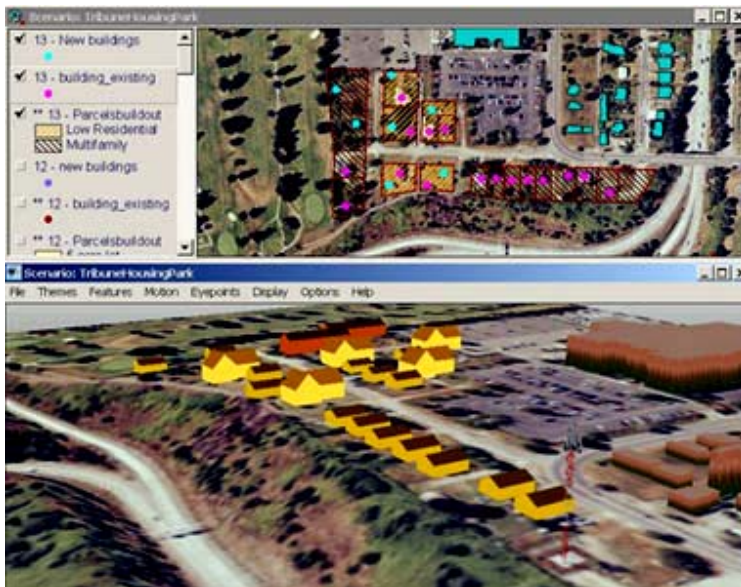 Scenario: TribuneHousingPark
13 - New buildings
13 - building_existing
** 13 - Parcelsbuildout
Low Residential
Multifamily
12 - new buildings
** 12 - building_existing
** 12 - Parcelsbuildout
Scenario: TribuneHousingPark
File Themes Features Motion Eyepoints Display Options Help